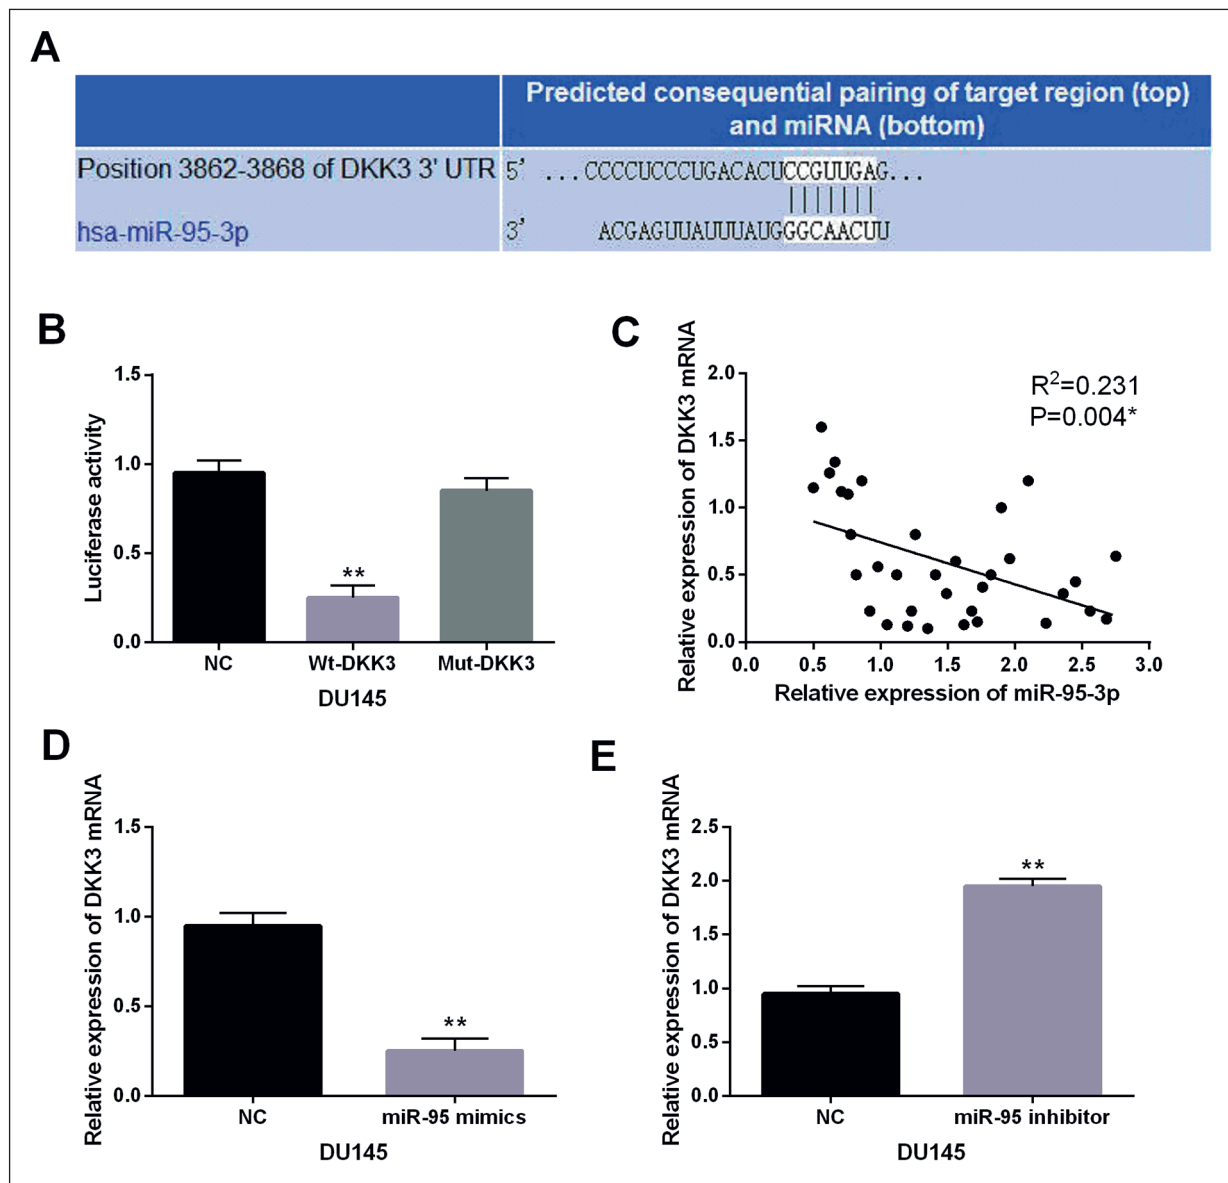 A
Predicted consequential pairing of target region (top)
and miRNA (bottom)
Position 3862-3868 of DKK3 3' UTR 5' ...CCCCUCCCUGACACUCCGUUGAG...
hsa-miR-95-3p 3' ACGAGUUAUUUAUGGGCAACUU
B
Luciferase activity
1.5
1.0
0.5
0.0
**
NC Wt-DKK3 Mut-DKK3
DU145
C
Relative expression of DKK3 mRNA
2.0
1.5
1.0
0.5
0.0
R²=0.231
P=0.004*
0.0 0.5 1.0 1.5 2.0 2.5 3.0
Relative expression of miR-95-3p
D
Relative expression of DKK3 mRNA
1.5
1.0
0.5
0.0
**
NC miR-95 mimics
DU145
E
Relative expression of DKK3 mRNA
2.5
2.0
1.5
1.0
0.5
0.0
**
NC miR-95 inhibitor
DU145